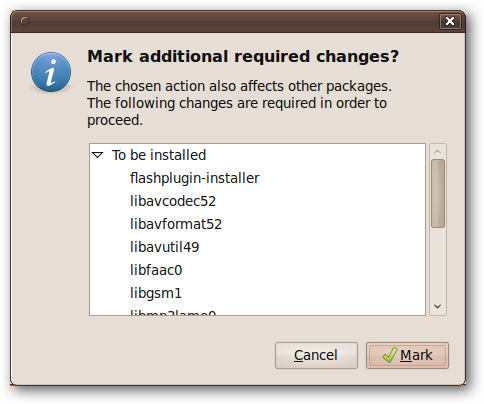 Mark additional required changes?
The chosen action also affects other packages.
The following changes are required in order to
proceed.
To be installed
flashplugin-installer
libavcodec52
libavformat52
libavutil49
libfaac0
libgsm1
libmp3lame0
Cancel
Mark